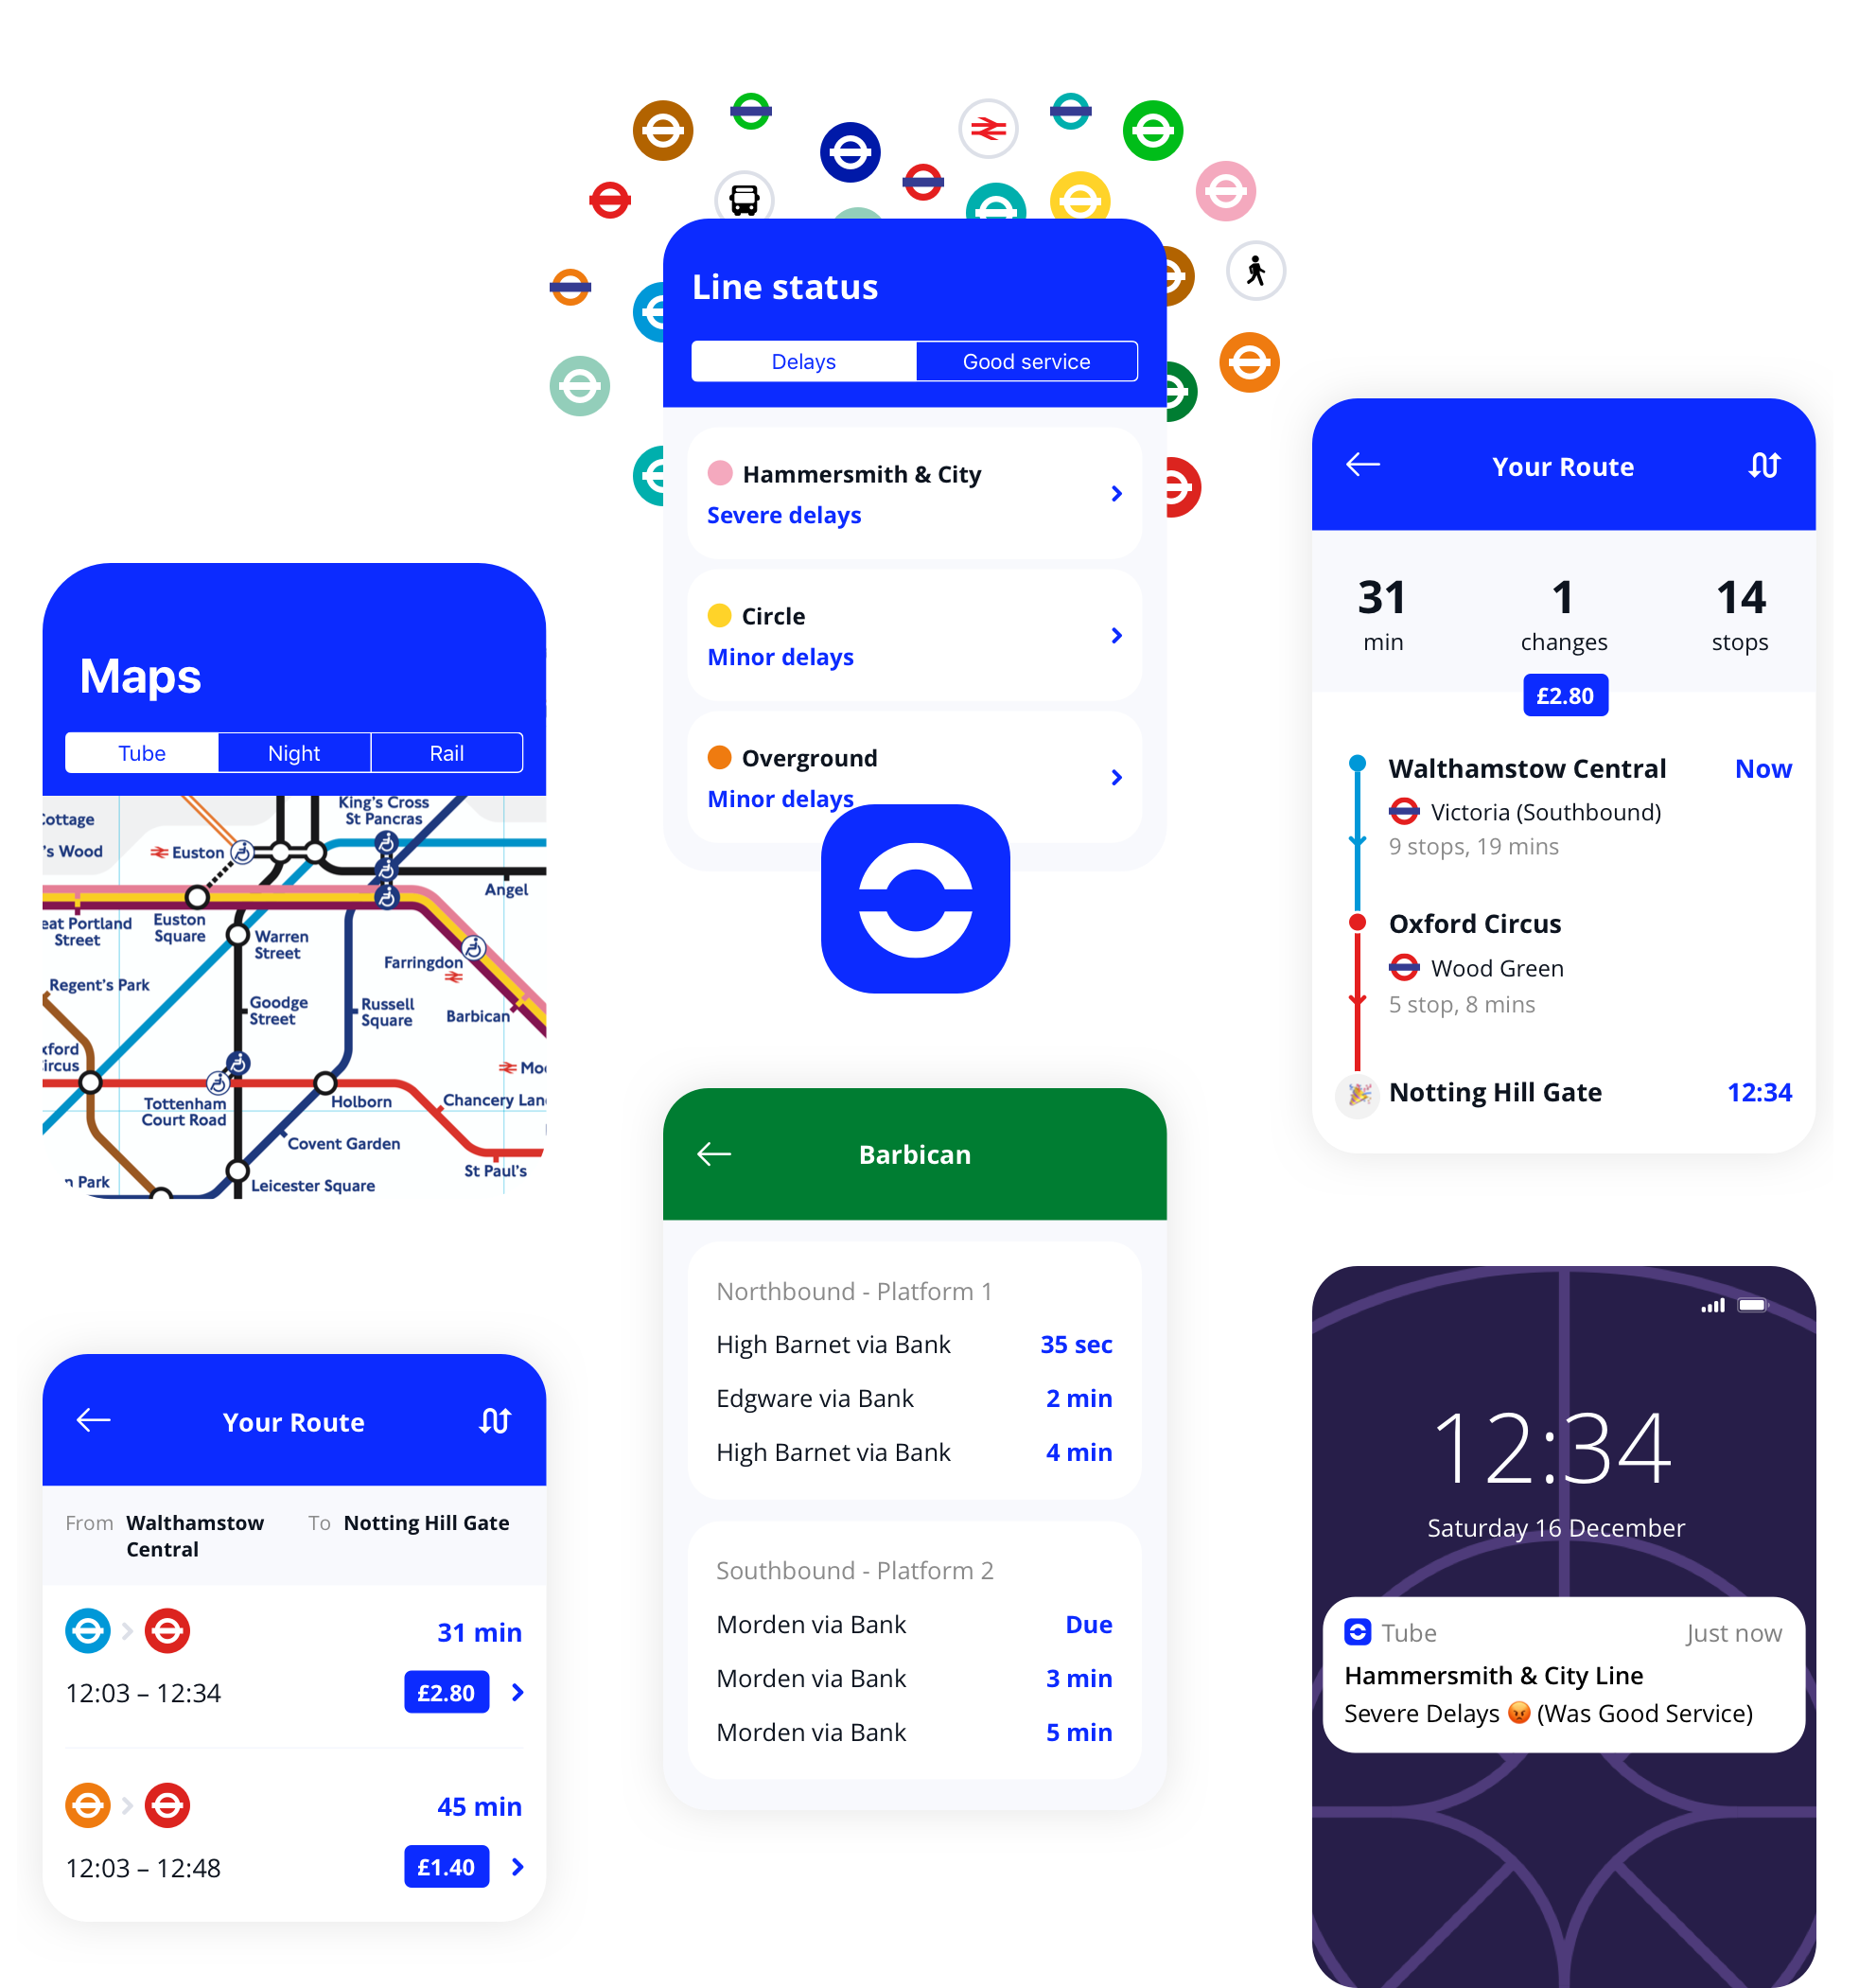 Line status
Delays
Good service
Hammersmith & City
Severe delays
Circle
Minor delays
Overground
Minor delays
Maps
Tube
Night
Rail
King's Cross
St Pancras
Cottage
's Wood
Euston
Angel
eat Portland
Street
Euston
Square
Warren
Street
Farringdon
Regent's Park
Goodge
Street
Russell
Square
Barbican
xford
ircus
Moo
Tottenham
Court Road
Holborn
Chancery Lan
Covent Garden
St Paul's
n Park
Leicester Square
Your Route
31
min
1
changes
14
stops
£2.80
Walthamstow Central
Now
Victoria (Southbound)
9 stops, 19 mins
Oxford Circus
Wood Green
5 stop, 8 mins
Notting Hill Gate
12:34
Barbican
Northbound - Platform 1
High Barnet via Bank
35 sec
Edgware via Bank
2 min
High Barnet via Bank
4 min
Southbound - Platform 2
Morden via Bank
Due
Morden via Bank
3 min
Morden via Bank
5 min
Your Route
From
Walthamstow
Central
To
Notting Hill Gate
31 min
12:03 – 12:34
£2.80
45 min
12:03 – 12:48
£1.40
12:34
Saturday 16 December
Tube
Just now
Hammersmith & City Line
Severe Delays 😡 (Was Good Service)